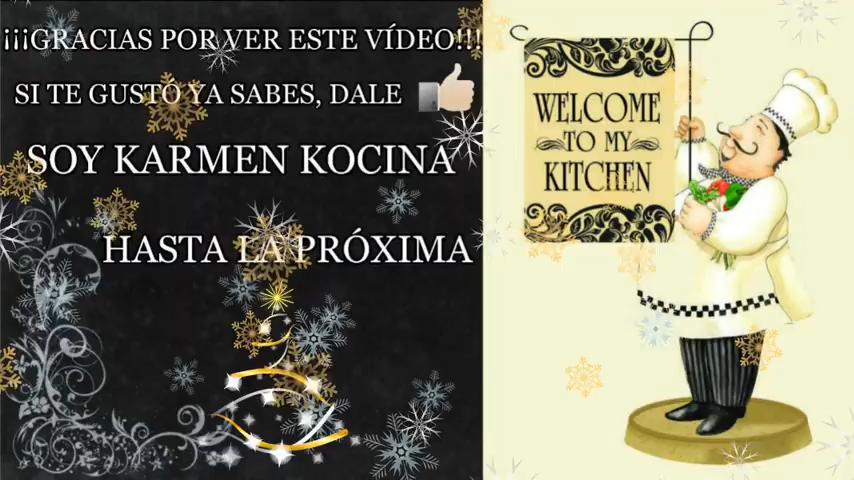 ¡¡¡GRACIAS POR VER ESTE VÍDEO!!!
SI TE GUSTÓ YA SABES, DALE
SOY KARMEN KOCINA
HASTA LA PRÓXIMA
WELCOME
TO MY
KITCHEN